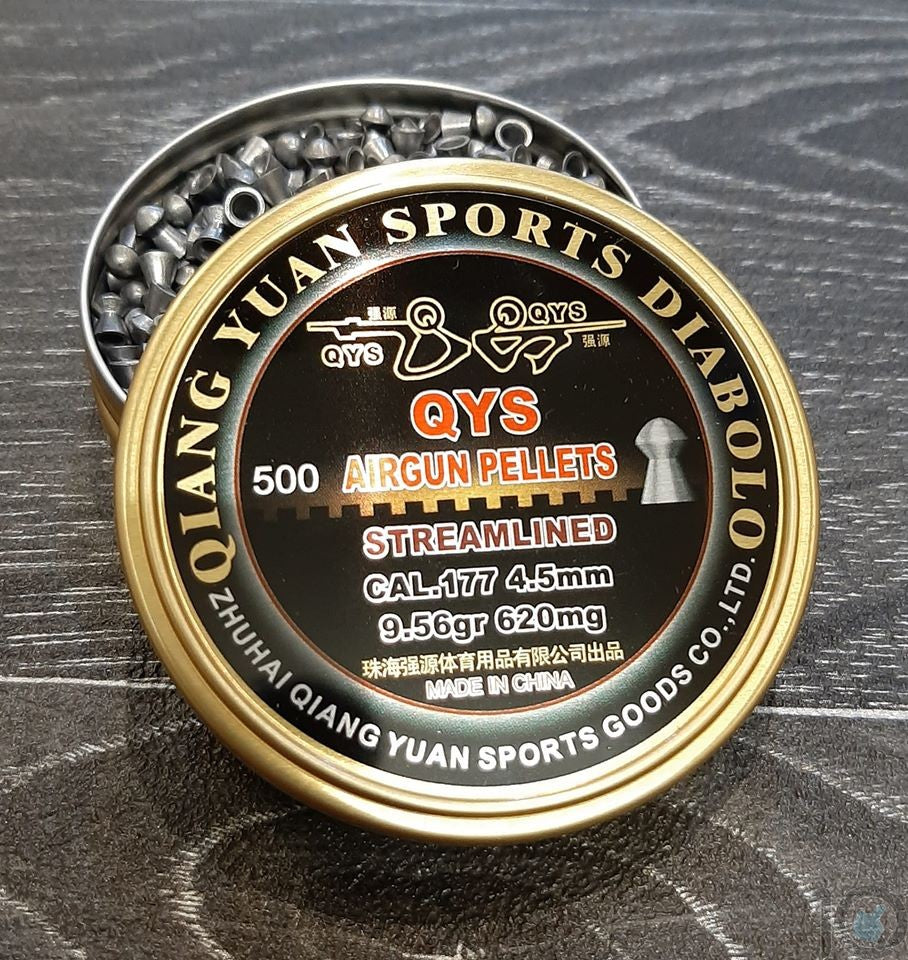 QIANG YUAN SPORTS DIABOLO
强源
QYS
QYS
强源
QYS
500 AIRGUN PELLETS
STREAMLINED
CAL.177 4.5mm
9.56gr 620mg
珠海强源体育用品有限公司出品
MADE IN CHINA
ZHUHAI QIANG YUAN SPORTS GOODS CO.,LTD.